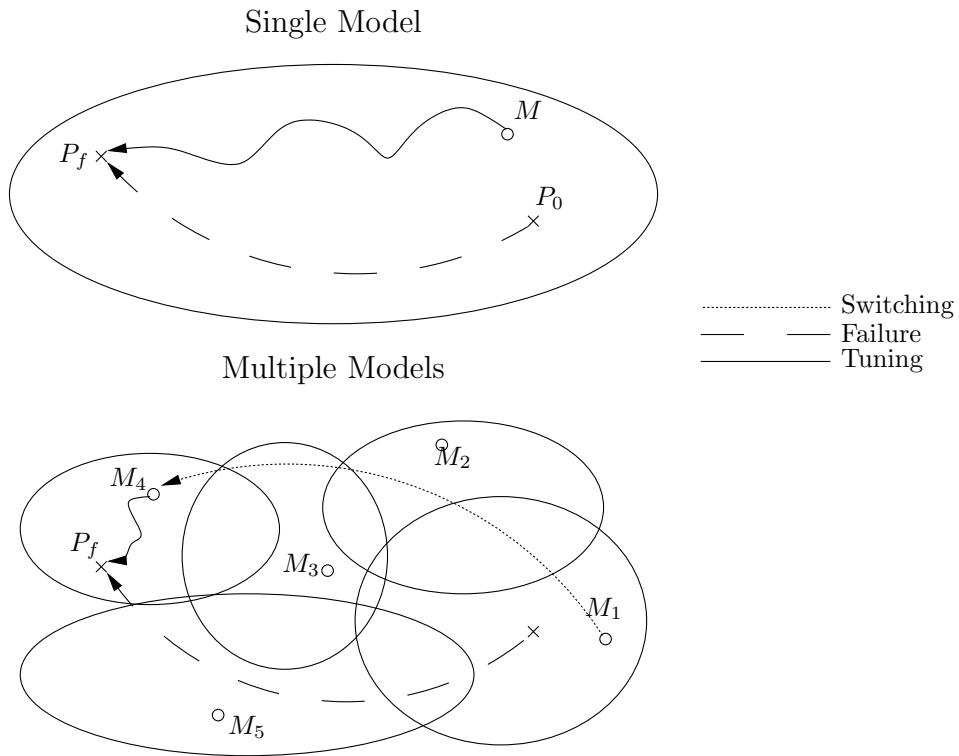 Single Model
M
P_f
P_0
Switching
Failure
Tuning
Multiple Models
M_2
M_4
P_f
M_3
M_1
M_5